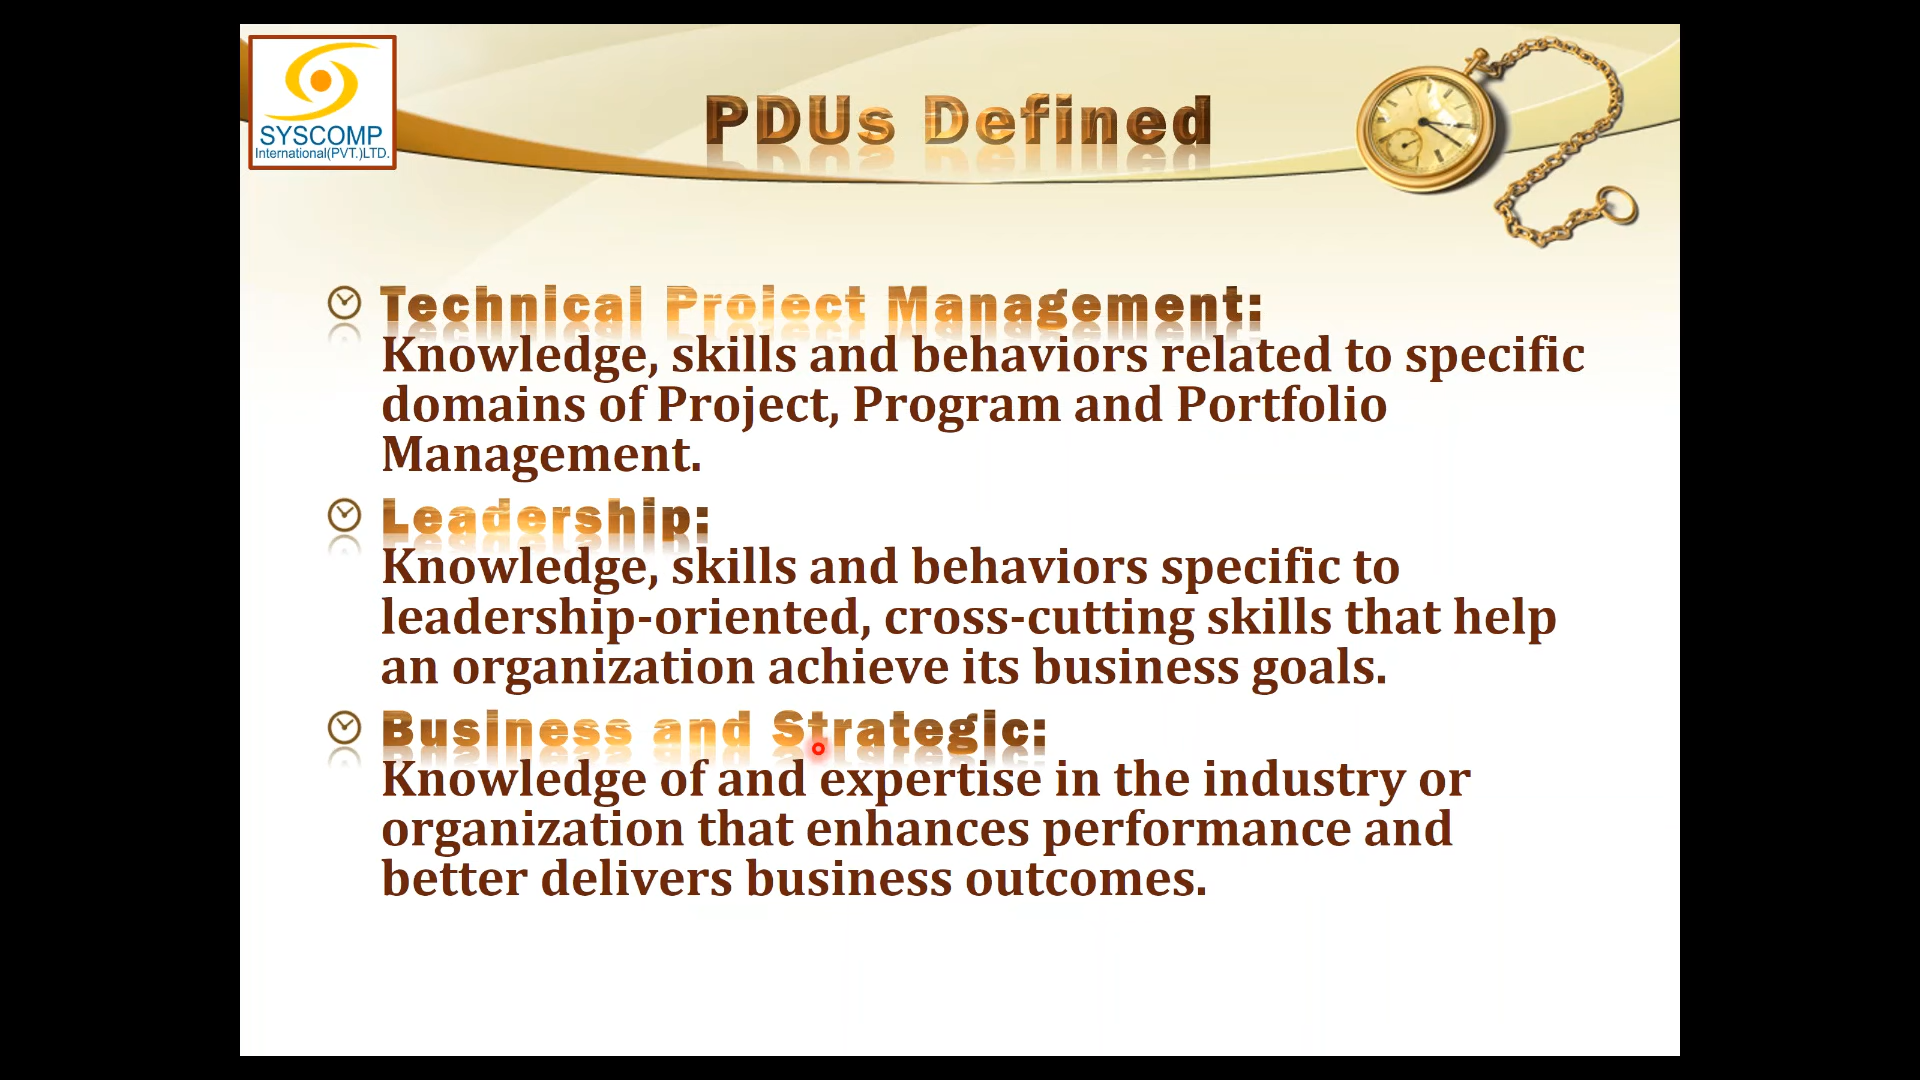 SYSCOMP
International(PVT.)LTD.
PDUs Defined
Technical Project Management:
Knowledge, skills and behaviors related to specific
domains of Project, Program and Portfolio
Management.
Leadership:
Knowledge, skills and behaviors specific to
leadership-oriented, cross-cutting skills that help
an organization achieve its business goals.
Business and Strategic:
Knowledge of and expertise in the industry or
organization that enhances performance and
better delivers business outcomes.